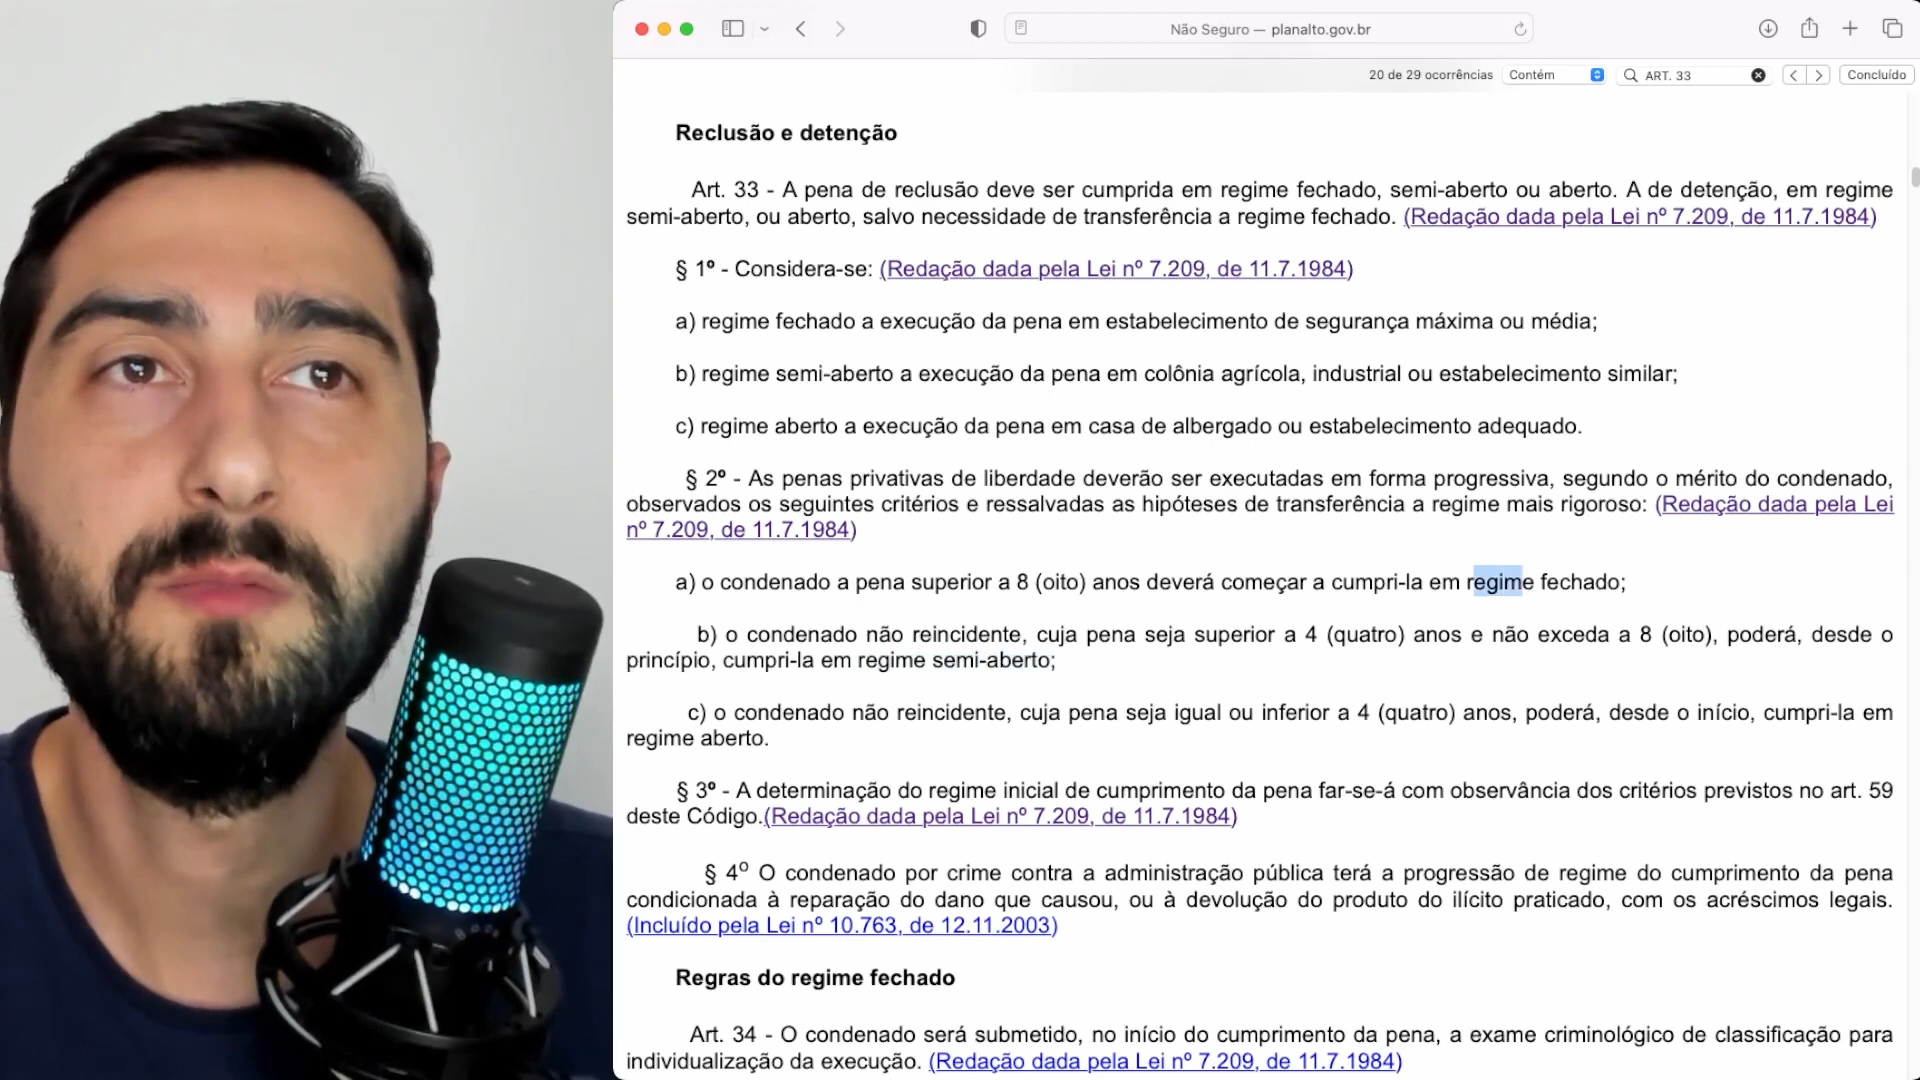 Não Seguro — planalto.gov.br
20 de 29 ocorrências Contém ART. 33 Concluído
Reclusão e detenção
Art. 33 - A pena de reclusão deve ser cumprida em regime fechado, semi-aberto ou aberto. A de detenção, em regime
semi-aberto, ou aberto, salvo necessidade de transferência a regime fechado. (Redação dada pela Lei nº 7.209, de 11.7.1984)
§ 1º - Considera-se: (Redação dada pela Lei nº 7.209, de 11.7.1984)
a) regime fechado a execução da pena em estabelecimento de segurança máxima ou média;
b) regime semi-aberto a execução da pena em colônia agrícola, industrial ou estabelecimento similar;
c) regime aberto a execução da pena em casa de albergado ou estabelecimento adequado.
§ 2º - As penas privativas de liberdade deverão ser executadas em forma progressiva, segundo o mérito do condenado,
observados os seguintes critérios e ressalvadas as hipóteses de transferência a regime mais rigoroso: (Redação dada pela Lei
nº 7.209, de 11.7.1984)
a) o condenado a pena superior a 8 (oito) anos deverá começar a cumpri-la em regime fechado;
b) o condenado não reincidente, cuja pena seja superior a 4 (quatro) anos e não exceda a 8 (oito), poderá, desde o
princípio, cumpri-la em regime semi-aberto;
c) o condenado não reincidente, cuja pena seja igual ou inferior a 4 (quatro) anos, poderá, desde o início, cumpri-la em
regime aberto.
§ 3º - A determinação do regime inicial de cumprimento da pena far-se-á com observância dos critérios previstos no art. 59
deste Código.(Redação dada pela Lei nº 7.209, de 11.7.1984)
§ 4º O condenado por crime contra a administração pública terá a progressão de regime do cumprimento da pena
condicionada à reparação do dano que causou, ou à devolução do produto do ilícito praticado, com os acréscimos legais.
(Incluído pela Lei nº 10.763, de 12.11.2003)
Regras do regime fechado
Art. 34 - O condenado será submetido, no início do cumprimento da pena, a exame criminológico de classificação para
individualização da execução. (Redação dada pela Lei nº 7.209, de 11.7.1984)